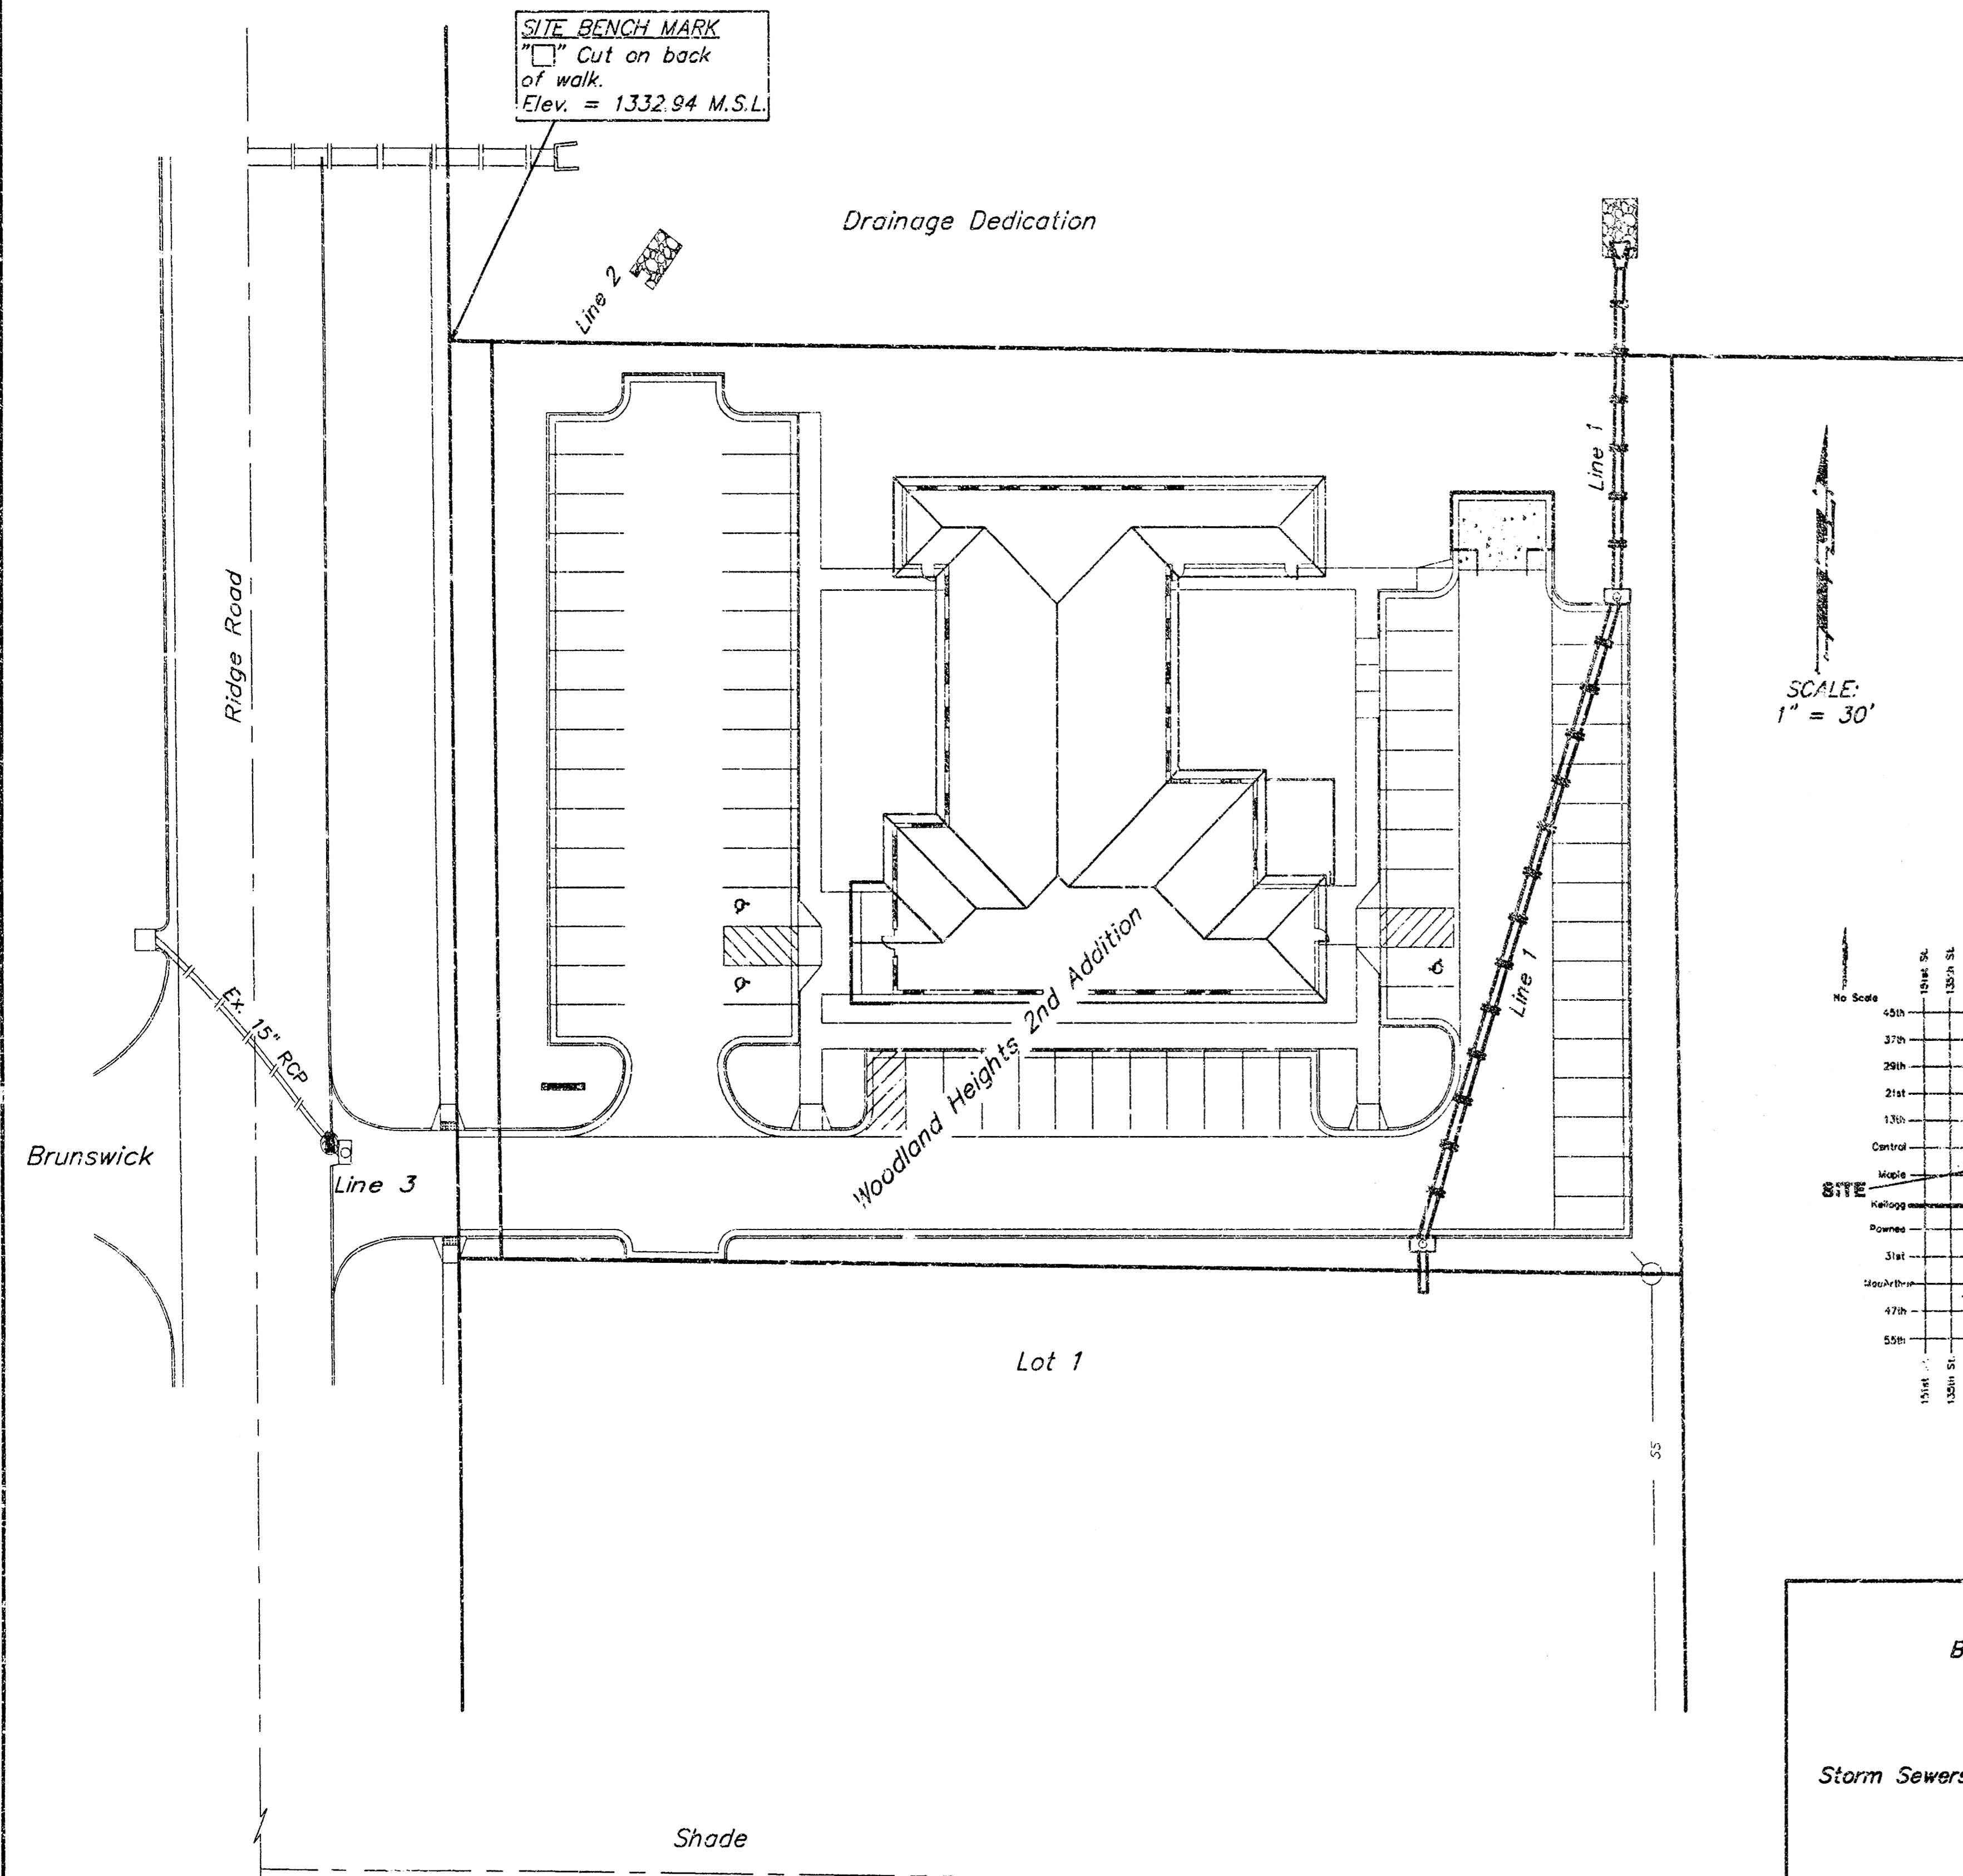 SITE BENCH MARK
"□" Cut on back
of walk.
Elev. = 1332.94 M.S.L.
Drainage Dedication
Line 2
Line 1
Ridge Road
SCALE:
1" = 30'
Woodland Heights 2nd Addition
Line 1
Ex. 15" RCP
Brunswick
Line 3
Lot 1
SS
Shade
No Scale
151st St.
135th St.
45th
37th
29th
21st
13th
Central
Maple
SITE
Kellogg
Pawnee
31st
MacArthur
47th
55th
151st
135th St.
B
Storm Sewers